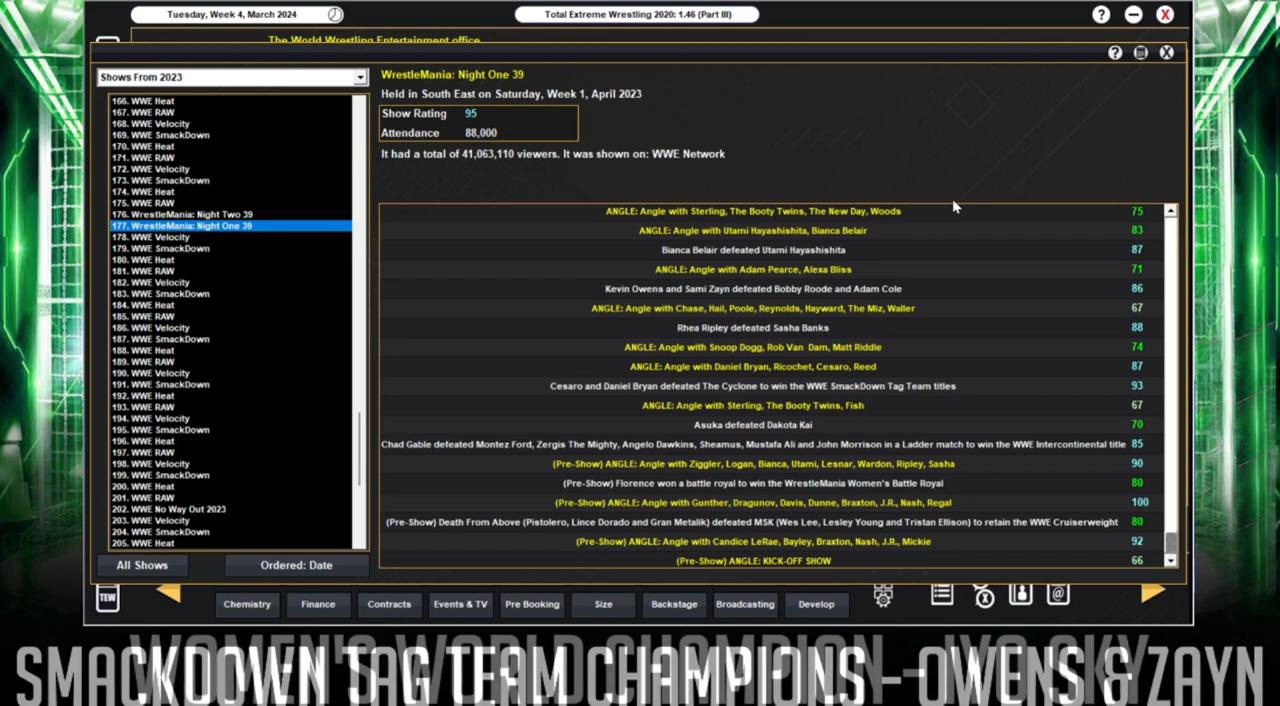 Tuesday, Week 4, March 2024
Total Extreme Wrestling 2020: 1.46 (Part III)
? X
The World Wrestling Entertainment office
? X
Shows From 2023
166. WWE Heat
167. WWE RAW
168. WWE Velocity
169. WWE SmackDown
170. WWE Heat
171. WWE RAW
172. WWE Velocity
173. WWE SmackDown
174. WWE Heat
175. WWE RAW
176. WrestleMania: Night Two 39
177. WrestleMania: Night One 39
178. WWE Velocity
179. WWE SmackDown
180. WWE Heat
181. WWE RAW
182. WWE Velocity
183. WWE SmackDown
184. WWE Heat
185. WWE RAW
186. WWE Velocity
187. WWE SmackDown
188. WWE Heat
189. WWE RAW
190. WWE Velocity
191. WWE SmackDown
192. WWE Heat
193. WWE RAW
194. WWE Velocity
195. WWE SmackDown
196. WWE Heat
197. WWE RAW
198. WWE Velocity
199. WWE SmackDown
200. WWE Heat
201. WWE RAW
202. WWE No Way Out 2023
203. WWE Velocity
204. WWE SmackDown
205. WWE Heat
All Shows
Ordered: Date
WrestleMania: Night One 39
Held in South East on Saturday, Week 1, April 2023
Show Rating 95
Attendance 88,000
It had a total of 41,063,110 viewers. It was shown on: WWE Network
ANGLE: Angle with Sterling, The Booty Twins, The New Day, Woods 75
ANGLE: Angle with Utami Hayashishita, Bianca Belair 83
Bianca Belair defeated Utami Hayashishita 87
ANGLE: Angle with Adam Pearce, Alexa Bliss 71
Kevin Owens and Sami Zayn defeated Bobby Roode and Adam Cole 86
ANGLE: Angle with Chase, Hail, Poole, Reynolds, Hayward, The Miz, Waller 67
Rhea Ripley defeated Sasha Banks 88
ANGLE: Angle with Snoop Dogg, Rob Van Dam, Matt Riddle 74
ANGLE: Angle with Daniel Bryan, Ricochet, Cesaro, Reed 87
Cesaro and Daniel Bryan defeated The Cyclone to win the WWE SmackDown Tag Team titles 93
ANGLE: Angle with Sterling, The Booty Twins, Fish 67
Asuka defeated Dakota Kai 70
Chad Gable defeated Montez Ford, Zergis The Mighty, Angelo Dawkins, Sheamus, Mustafa Ali and John Morrison in a Ladder match to win the WWE Intercontinental title 85
(Pre-Show) ANGLE: Angle with Ziggler, Logan, Bianca, Utami, Lesnar, Wardon, Ripley, Sasha 90
(Pre-Show) Florence won a battle royal to win the WrestleMania Women's Battle Royal 80
(Pre-Show) ANGLE: Angle with Gunther, Dragunov, Davis, Dunne, Braxton, J.R., Nash, Regal 100
(Pre-Show) Death From Above (Pistolero, Lince Dorado and Gran Metalik) defeated MSK (Wes Lee, Lesley Young and Tristan Ellison) to retain the WWE Cruiserweight 80
(Pre-Show) ANGLE: Angle with Candice LeRae, Bayley, Braxton, Nash, J.R., Mickie 92
(Pre-Show) ANGLE: KICK-OFF SHOW 66
TEW
Chemistry
Finance
Contracts
Events & TV
Pre Booking
Size
Backstage
Broadcasting
Develop
WOMEN'S WORLD CHAMPION - IYO SKY
SMACKDOWN TAG TEAM CHAMPIONS - OWENS & ZAYN